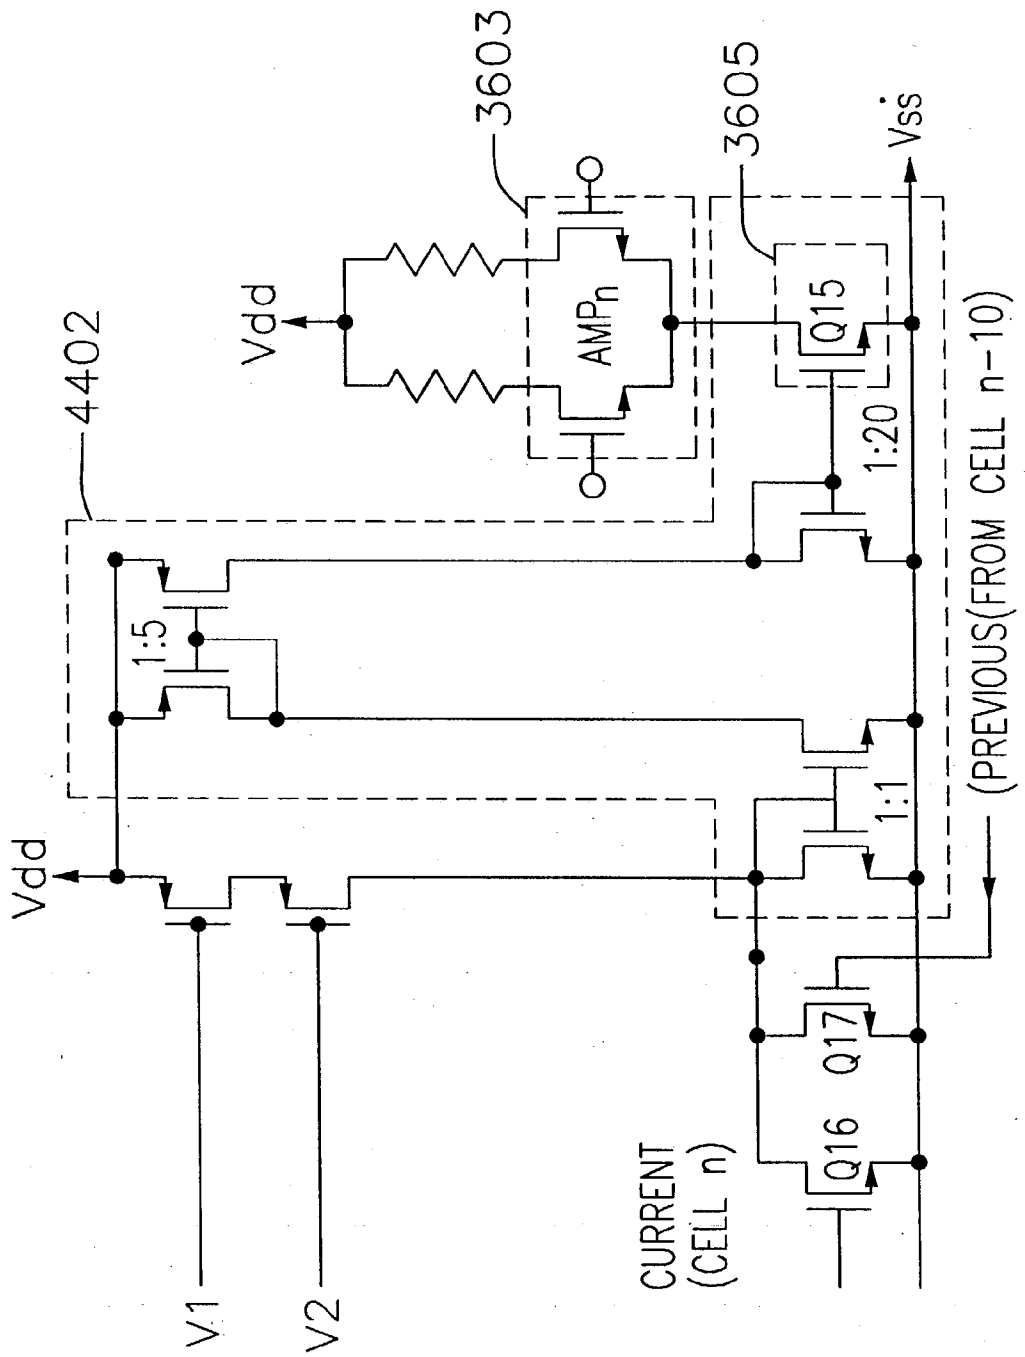 4402
Vdd
Vdd
3603
1:5
AMPn
3605
Q15
1:20
Vss
1:1
V1
V2
CURRENT
(CELL n)
Q16
Q17
(PREVIOUS(FROM CELL n-10)